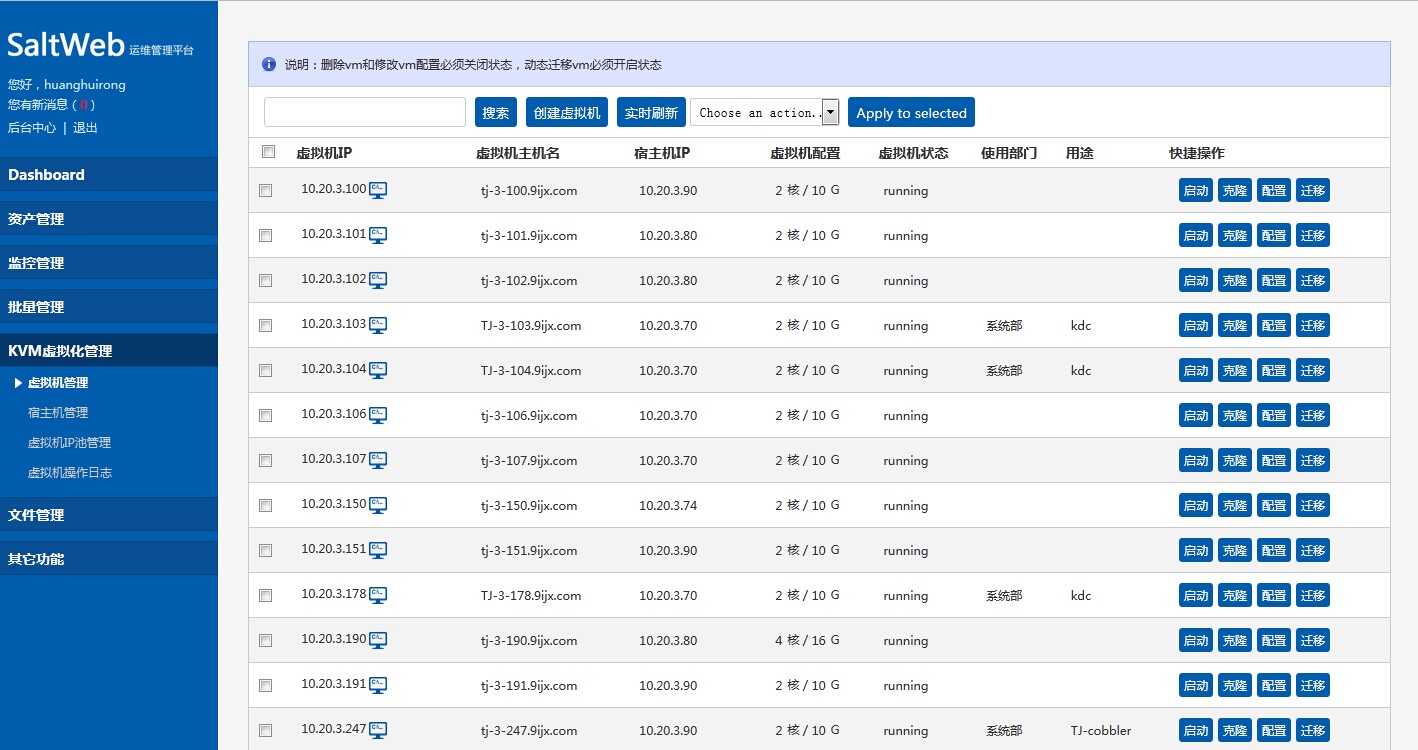 SaltWeb 运维管理平台
您好，huanghuirong
您有新消息 ( 0 )
后台中心 | 退出
Dashboard
资产管理
监控管理
批量管理
KVM虚拟化管理
虚拟机管理
宿主机管理
虚拟机IP池管理
虚拟机操作日志
文件管理
其它功能
说明：删除vm和修改vm配置必须关闭状态，动态迁移vm必须开启状态
搜索 创建虚拟机 实时刷新 Choose an action.. Apply to selected
虚拟机IP 虚拟机主机名 宿主机IP 虚拟机配置 虚拟机状态 使用部门 用途 快捷操作
10.20.3.100 tj-3-100.9ijx.com 10.20.3.90 2 核 / 10 G running 启动 克隆 配置 迁移
10.20.3.101 tj-3-101.9ijx.com 10.20.3.80 2 核 / 10 G running 启动 克隆 配置 迁移
10.20.3.102 tj-3-102.9ijx.com 10.20.3.80 2 核 / 10 G running 启动 克隆 配置 迁移
10.20.3.103 TJ-3-103.9ijx.com 10.20.3.70 2 核 / 10 G running 系统部 kdc 启动 克隆 配置 迁移
10.20.3.104 TJ-3-104.9ijx.com 10.20.3.70 2 核 / 10 G running 系统部 kdc 启动 克隆 配置 迁移
10.20.3.106 tj-3-106.9ijx.com 10.20.3.70 2 核 / 10 G running 启动 克隆 配置 迁移
10.20.3.107 tj-3-107.9ijx.com 10.20.3.70 2 核 / 10 G running 启动 克隆 配置 迁移
10.20.3.150 tj-3-150.9ijx.com 10.20.3.74 2 核 / 10 G running 启动 克隆 配置 迁移
10.20.3.151 tj-3-151.9ijx.com 10.20.3.90 2 核 / 10 G running 启动 克隆 配置 迁移
10.20.3.178 TJ-3-178.9ijx.com 10.20.3.70 2 核 / 10 G running 系统部 kdc 启动 克隆 配置 迁移
10.20.3.190 tj-3-190.9ijx.com 10.20.3.80 4 核 / 16 G running 启动 克隆 配置 迁移
10.20.3.191 tj-3-191.9ijx.com 10.20.3.90 2 核 / 10 G running 启动 克隆 配置 迁移
10.20.3.247 tj-3-247.9ijx.com 10.20.3.90 2 核 / 10 G running 系统部 TJ-cobbler 启动 克隆 配置 迁移